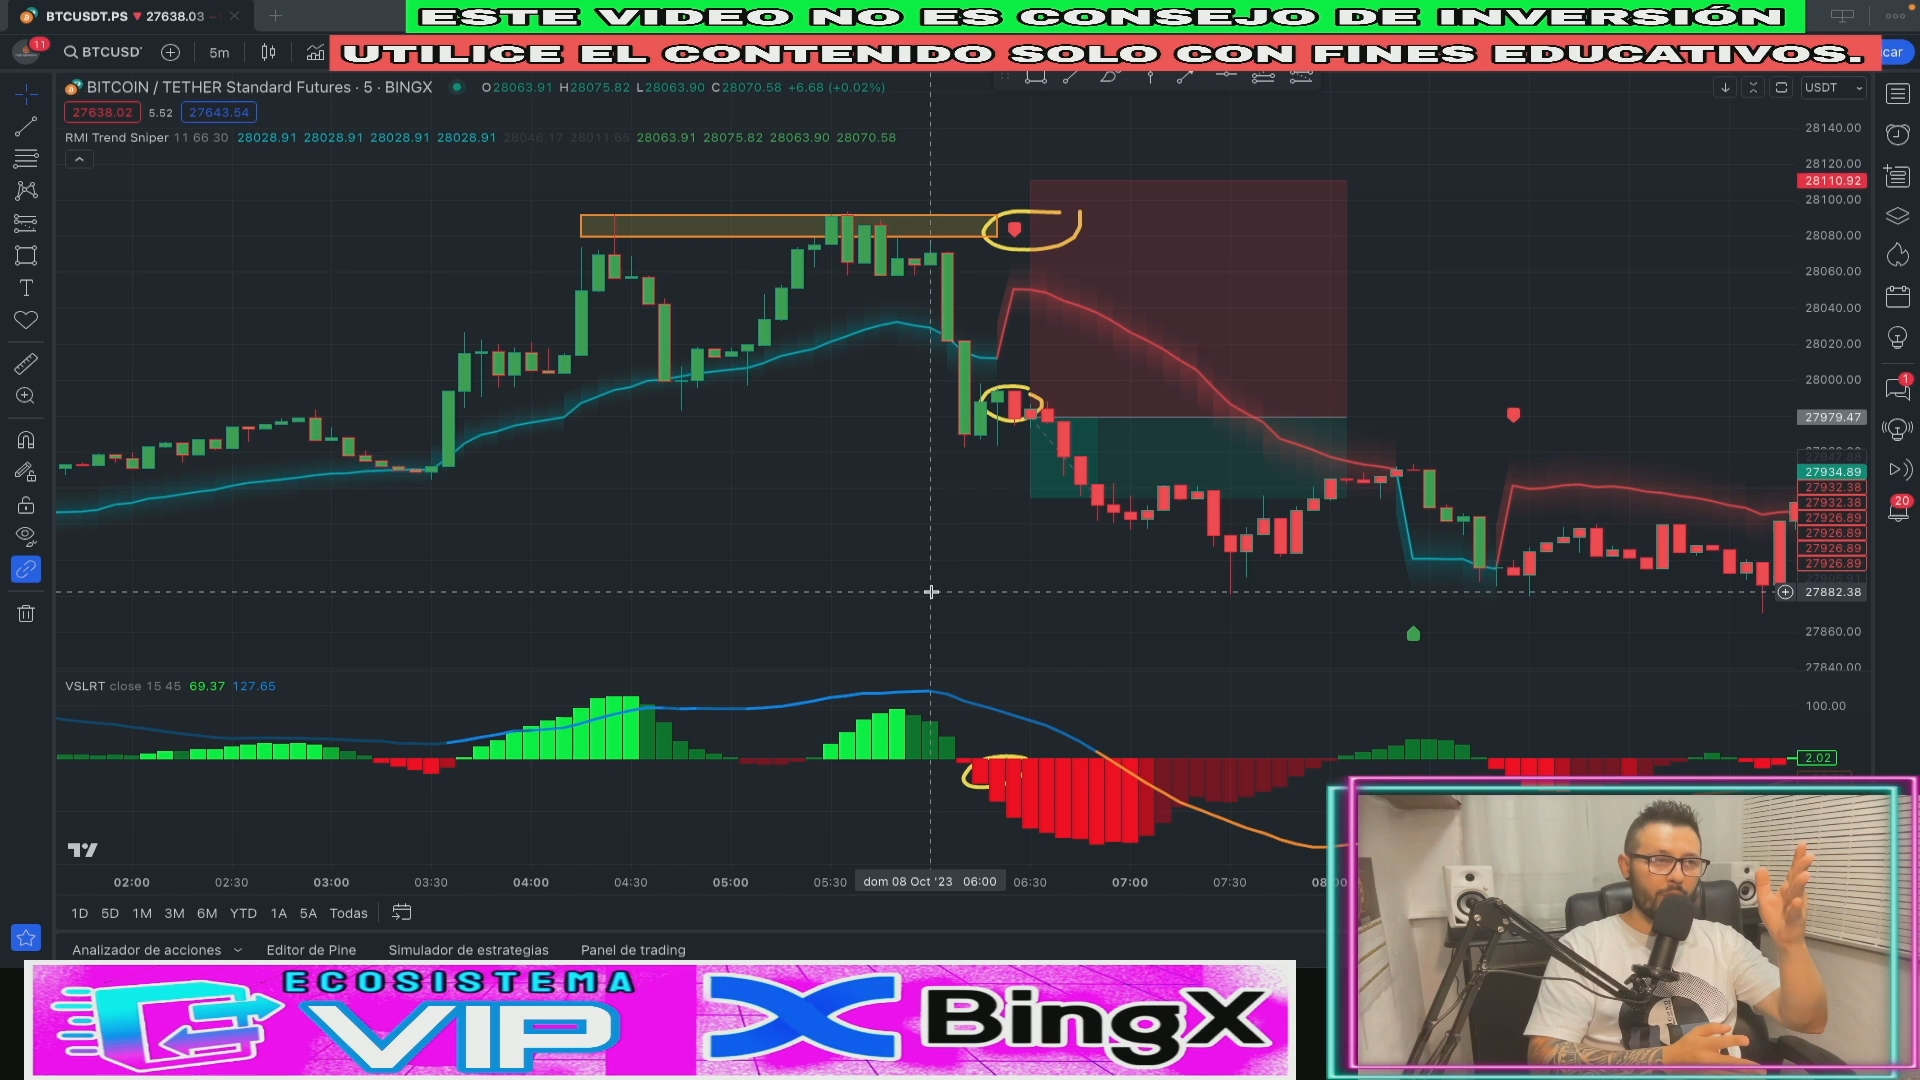 BTCUSDT.PS ▼ 27638.03
ESTE VIDEO NO ES CONSEJO DE INVERSIÓN
11
BTCUSD
5m
UTILICE EL CONTENIDO SOLO CON FINES EDUCATIVOS.
car
BITCOIN / TETHER Standard Futures · 5 · BINGX
O28063.91 H28075.82 L28063.90 C28070.58 +6.68 (+0.02%)
USDT
27638.02 5.52 27643.54
RMI Trend Sniper 11 66 30 28028.91 28028.91 28028.91 28028.91 28046.17 28011.65 28063.91 28075.82 28063.90 28070.58
28140.00
28120.00
28110.92
28100.00
28080.00
28060.00
28040.00
28020.00
28000.00
27979.47
27934.89
27932.38
27932.38
27926.89
27926.89
27926.89
27926.89
27882.38
27860.00
27840.00
1
20
VSLRT close 15 45 69.37 127.65
100.00
2.02
02:00 02:30 03:00 03:30 04:00 04:30 05:00 05:30 dom 08 Oct '23 06:00 06:30 07:00 07:30
1D 5D 1M 3M 6M YTD 1A 5A Todas
Analizador de acciones Editor de Pine Simulador de estrategias Panel de trading
ECOSISTEMA
VIP
BingX